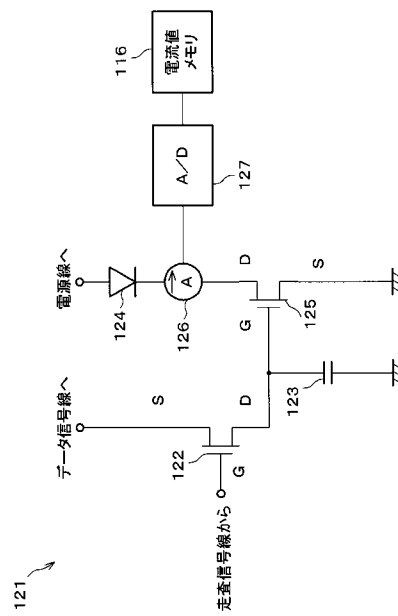 121
走査信号線から
データ信号線へ
電源線へ
S
G
D
122
123
124
126
A
D
G
S
125
A/D
127
電流値
メモリ
116